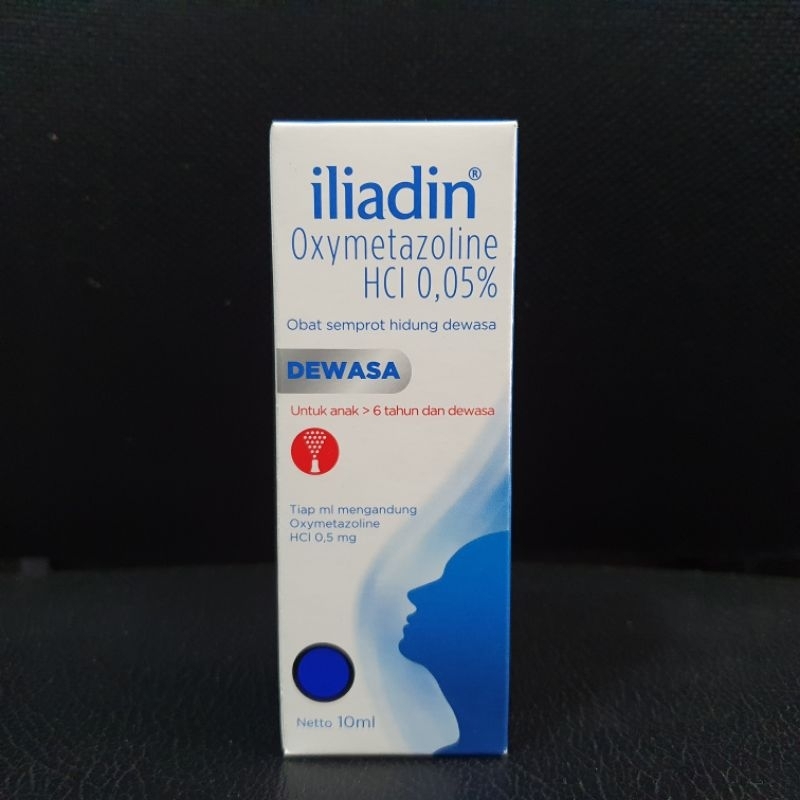 iliadin®
Oxymetazoline
HCl 0,05%
Obat semprot hidung dewasa
DEWASA
Untuk anak > 6 tahun dan dewasa
Tiap ml mengandung
Oxymetazoline
HCl 0,5 mg
Netto 10ml